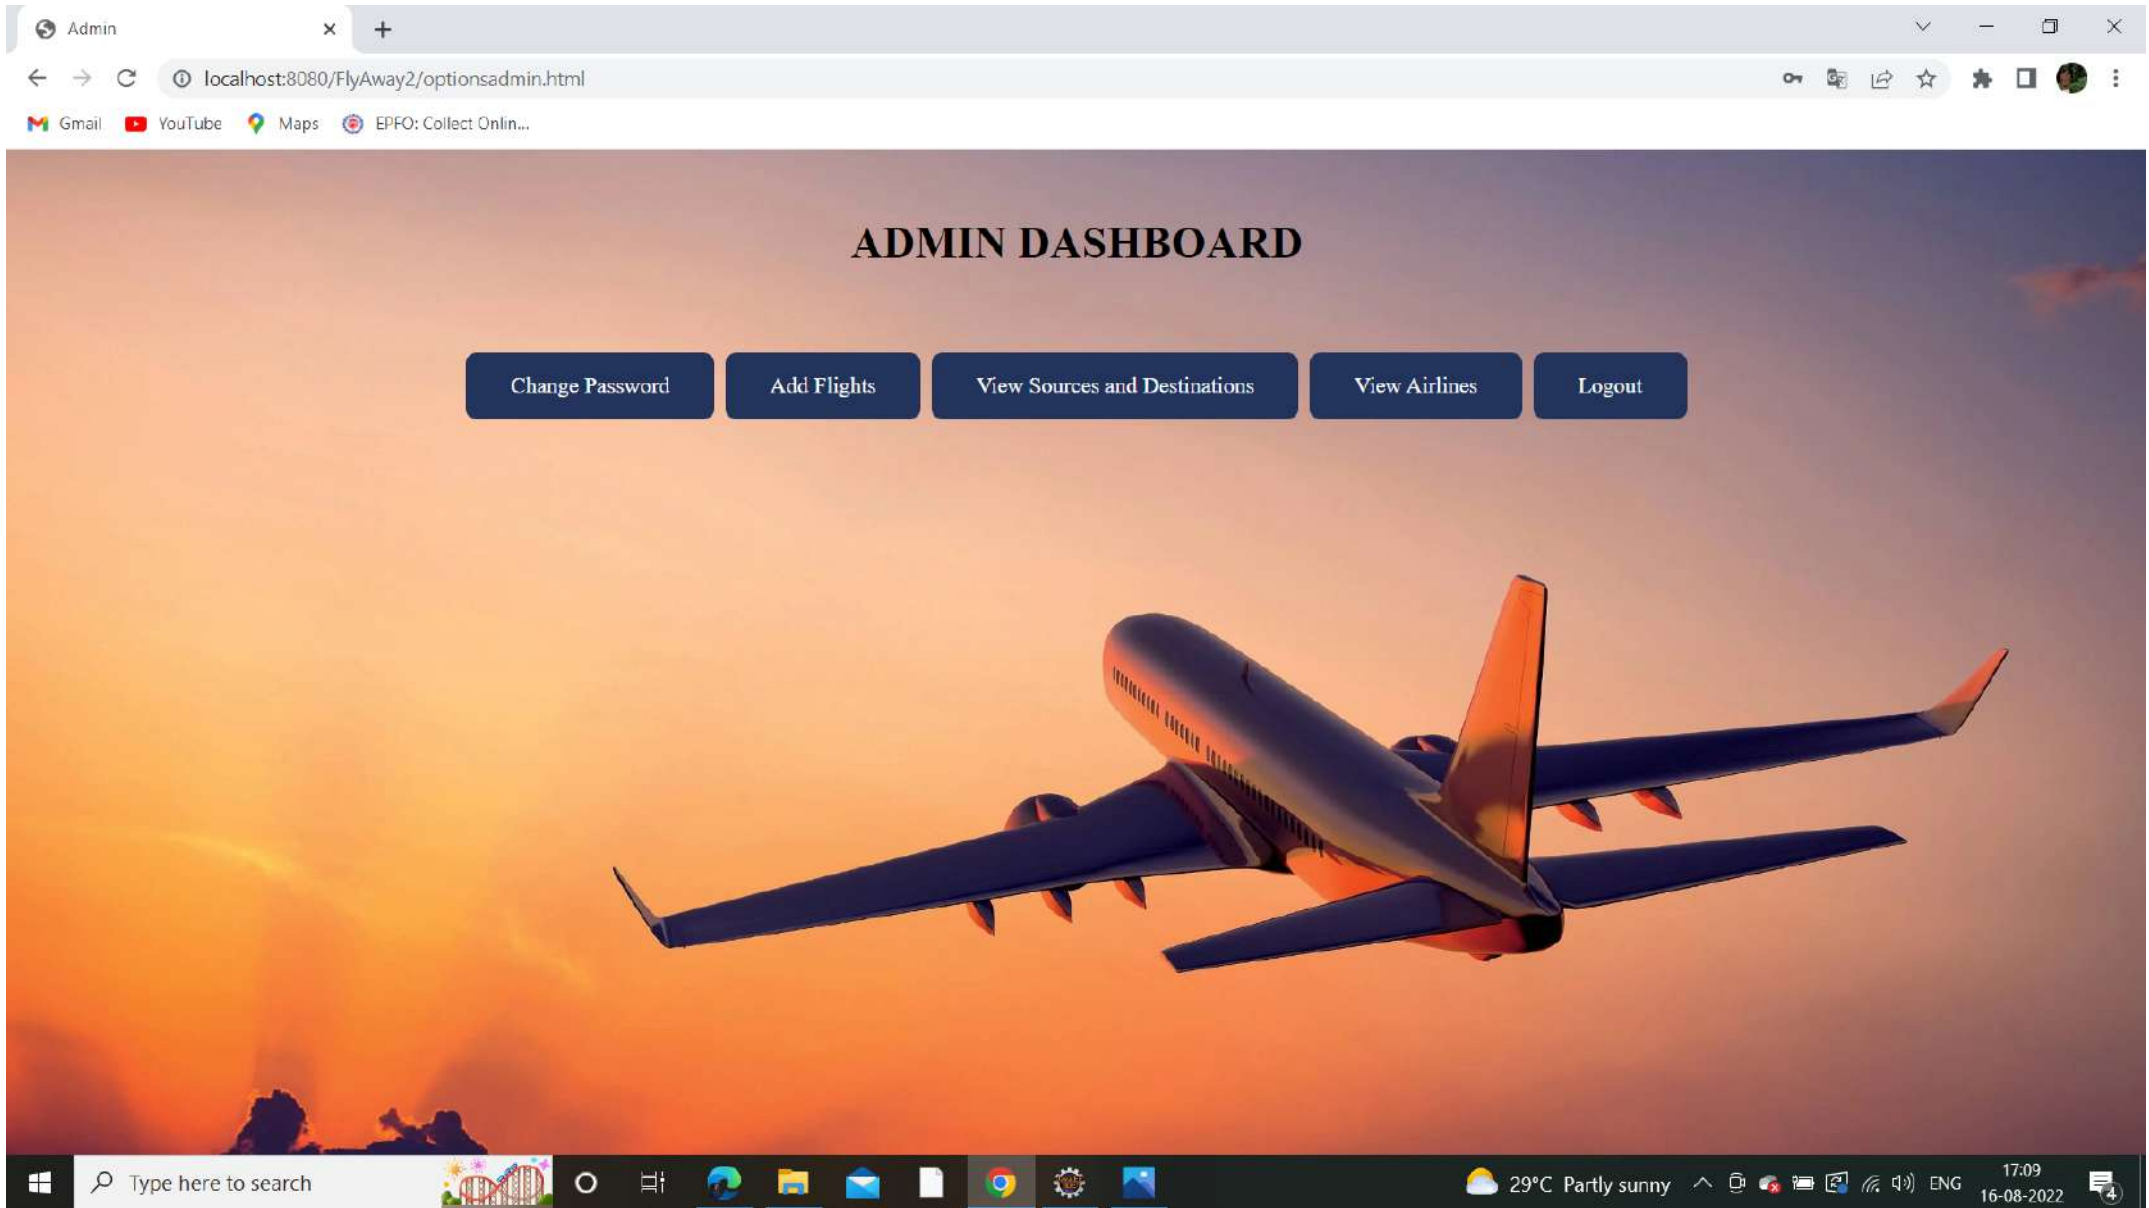 Admin
localhost:8080/FlyAway2/optionsadmin.html
Gmail YouTube Maps EPFO: Collect Onlin...
ADMIN DASHBOARD
Change Password Add Flights View Sources and Destinations View Airlines Logout
Type here to search 29°C Partly sunny ENG 17:09
16-08-2022 4